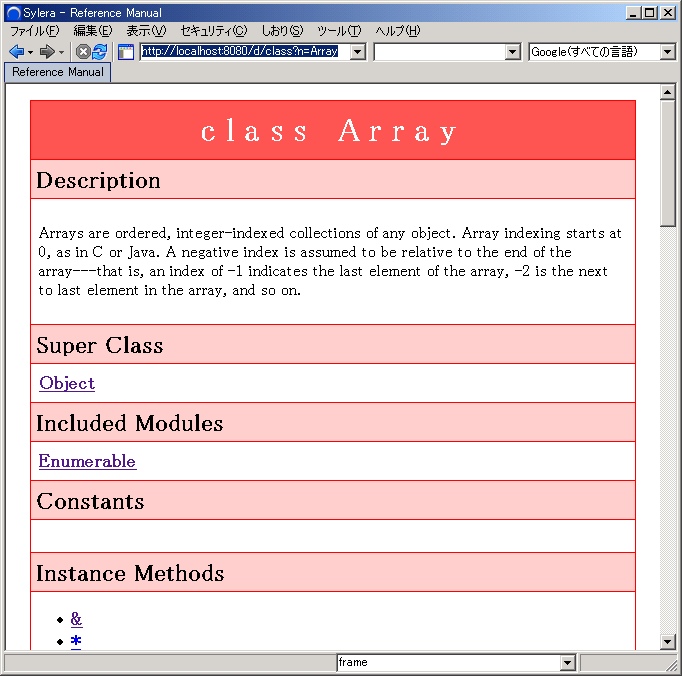 Sylera - Reference Manual
ファイル(F) 編集(E) 表示(V) セキュリティ(C) しおり(S) ツール(T) ヘルプ(H)
http://localhost:8080/d/class?n=Array
Google(すべての言語)
Reference Manual
class Array
Description
Arrays are ordered, integer-indexed collections of any object. Array indexing starts at
0, as in C or Java. A negative index is assumed to be relative to the end of the
array---that is, an index of -1 indicates the last element of the array, -2 is the next
to last element in the array, and so on.
Super Class
Object
Included Modules
Enumerable
Constants
Instance Methods
• &
• *
frame